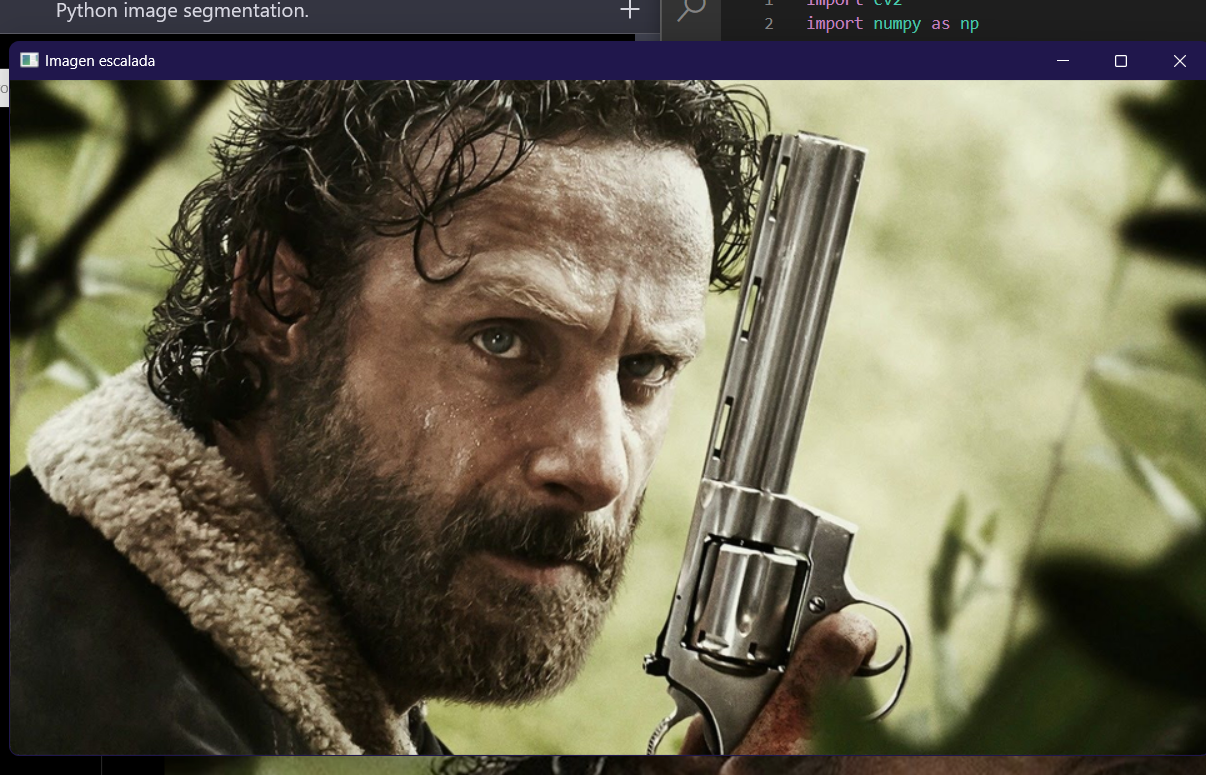 Python image segmentation.
1 import cv2
2 import numpy as np
Imagen escalada